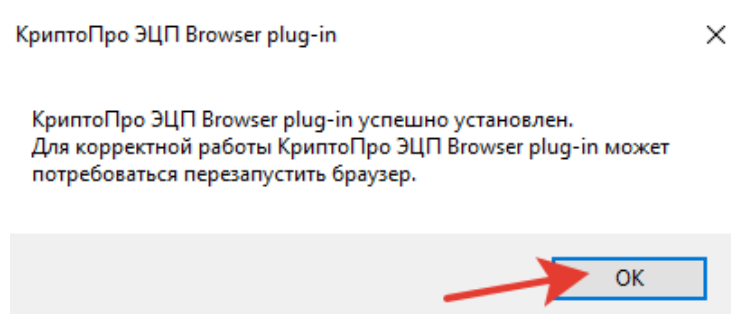 КриптоПро ЭЦП Browser plug-in
КриптоПро ЭЦП Browser plug-in успешно установлен.
Для корректной работы КриптоПро ЭЦП Browser plug-in может
потребоваться перезапустить браузер.
OK